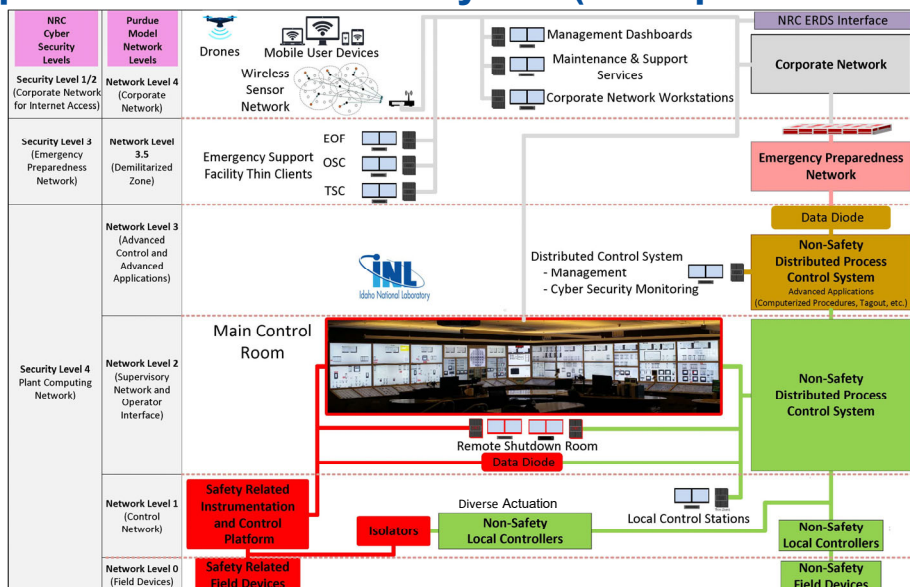 NRC
Cyber
Security
Levels
Purdue
Model
Network
Levels
Security Level 1/2
(Corporate Network
for Internet Access)
Network Level 4
(Corporate
Network)
Drones
Mobile User Devices
Wireless
Sensor
Network
Management Dashboards
Maintenance & Support
Services
Corporate Network Workstations
NRC ERDS Interface
Corporate Network
Security Level 3
(Emergency
Preparedness
Network)
Network Level
3.5
(Demilitarized
Zone)
Emergency Support
Facility Thin Clients
EOF
OSC
TSC
Emergency Preparedness
Network
Data Diode
Network Level 3
(Advanced
Control and
Advanced
Applications)
INL
Idaho National Laboratory
Distributed Control System
- Management
- Cyber Security Monitoring
Non-Safety
Distributed Process
Control System
Advanced Applications
(Computerized Procedures, Tagout, etc.)
Security Level 4
Plant Computing
Network)
Network Level 2
(Supervisory
Network and
Operator
Interface)
Main Control
Room
Non-Safety
Distributed Process
Control System
Remote Shutdown Room
Data Diode
Network Level 1
(Control
Network)
Safety Related
Instrumentation
and Control
Platform
Isolators
Diverse Actuation
Non-Safety
Local Controllers
Local Control Stations
Non-Safety
Local Controllers
Network Level 0
(Field Devices)
Safety Related
Field Devices
Non-Safety
Field Devices